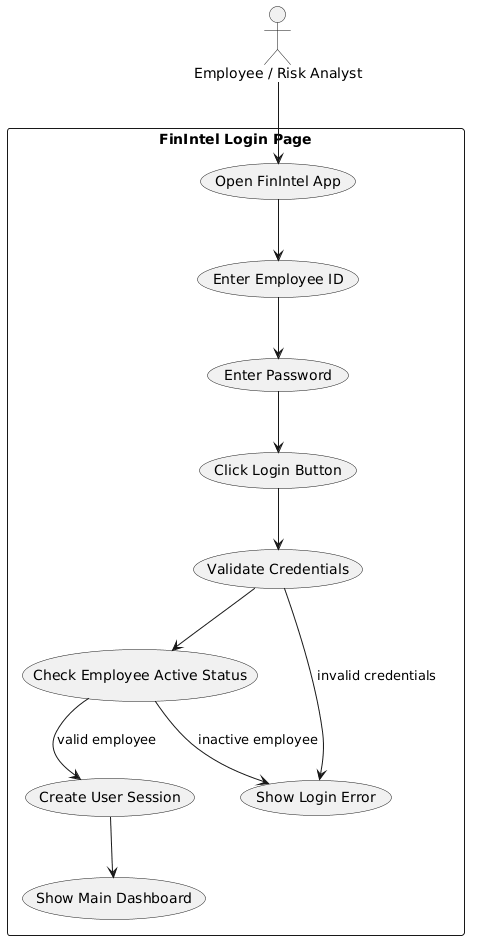 Employee / Risk Analyst
FinIntel Login Page
Open FinIntel App
Enter Employee ID
Enter Password
Click Login Button
Validate Credentials
Check Employee Active Status
invalid credentials
valid employee
inactive employee
Create User Session
Show Login Error
Show Main Dashboard